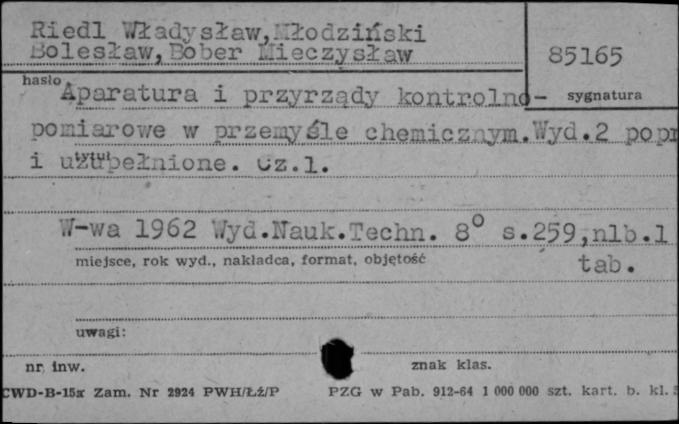 Riedl Władysław, Młodziński
Bolesław, Bober Mieczysław
85165
hasło
sygnatura
Aparatura i przyrządy kontrolno-
pomiarowe w przemyśle chemicznym. Wyd.2 popr
i uzupełnione. Cz.1.
tytuł
W-wa 1962 Wyd.Nauk.Techn. 8° s.259,nlb.1
tab.
miejsce, rok wyd., nakładca, format, objętość
uwagi:
nr. inw.
znak klas.
CWD-B-15x Zam. Nr 2924 PWH/Łź/P
PZG w Pab. 912-64 1 000 000 szt. kart. b. kl.